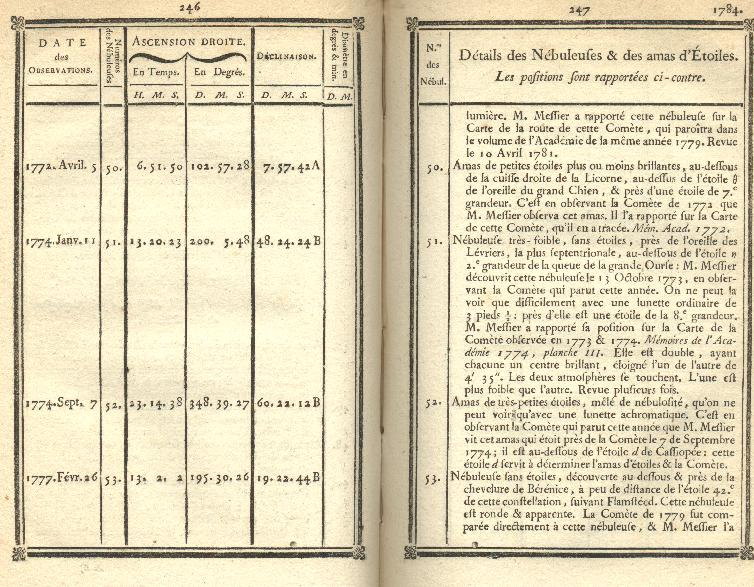 246
DATE
des
OBSERVATIONS.
Numéros
des Nébuleuses
ASCENSION DROITE.
En Temps.
En Degrés.
DÉCLINAISON.
Diamètre en
degrés & min.
H. M. S.
D. M. S.
D. M. S.
D. M.
1772. Avril. 5 50. 6. 51. 50 102. 57. 28 7. 57. 42 A
1774. Janv. 11 51. 13. 20. 23 200. 5. 48 48. 24. 24 B
1774. Sept. 7 52. 23. 14. 38 348. 39. 27 60. 22. 12 B
1777. Févr. 26 53. 13. 2. 2 195. 30. 26 19. 22. 44 B
247
1784.
N.os
des
Nébul.
Détails des Nébuleuſes & des amas d'Étoiles.
Les poſitions ſont rapportées ci-contre.
lumière. M. Meſſier a rapporté cette nébuleuſe ſur la
Carte de la route de cette Comète, qui paroîtra dans
le volume de l'Académie de la même année 1779. Revue
le 10 Avril 1781.
50. Amas de petites étoiles plus ou moins brillantes, au-deſſous
de la cuiſſe droite de la Licorne, au-deſſus de l'étoile θ
de l'oreille du grand Chien, & près d'une étoile de 7.e
grandeur. C'eſt en obſervant la Comète de 1772 que
M. Meſſier obſerva cet amas. Il l'a rapporté ſur la Carte
de cette Comète, qu'il en a tracée. Mém. Acad. 1772.
51. Nébuleuſe très-foible, ſans étoiles, près de l'oreille des
Lévriers, la plus ſeptentrionale, au-deſſous de l'étoile η
2.e grandeur de la queue de la grande Ourſe: M. Meſſier
découvrit cette nébuleuſe le 13 Octobre 1773, en obſer-
vant la Comète qui parut cette année. On ne peut la
voir que difficilement avec une lunette ordinaire de
3 pieds ½: près d'elle eſt une étoile de la 8.e grandeur.
M. Meſſier a rapporté ſa poſition ſur la Carte de la
Comète obſervée en 1773 & 1774. Mémoires de l'Aca-
démie 1774, planche III. Elle eſt double, ayant
chacune un centre brillant, éloigné l'un de l'autre de
4′ 35″. Les deux atmoſphères ſe touchent. L'une eſt
plus foible que l'autre. Revue pluſieurs fois.
52. Amas de très-petites étoiles, mêlé de nébuloſité, qu'on ne
peut voir qu'avec une lunette achromatique. C'eſt en
obſervant la Comète qui parut cette année que M. Meſſier
vit cet amas qui étoit près de la Comète le 7 de Septembre
1774; il eſt au-deſſous de l'étoile d de Caſſiopée: cette
étoile d ſervit à déterminer l'amas d'étoiles & la Comète.
53. Nébuleuſe ſans étoiles, découverte au-deſſous & près de la
chevelure de Bérénice, à peu de diſtance de l'étoile 42.e
de cette conſtellation, ſuivant Flamſtéed. Cette nébuleuſe
eſt ronde & apparente. La Comète de 1779 fut com-
parée directement à cette nébuleuſe, & M. Meſſier l'a